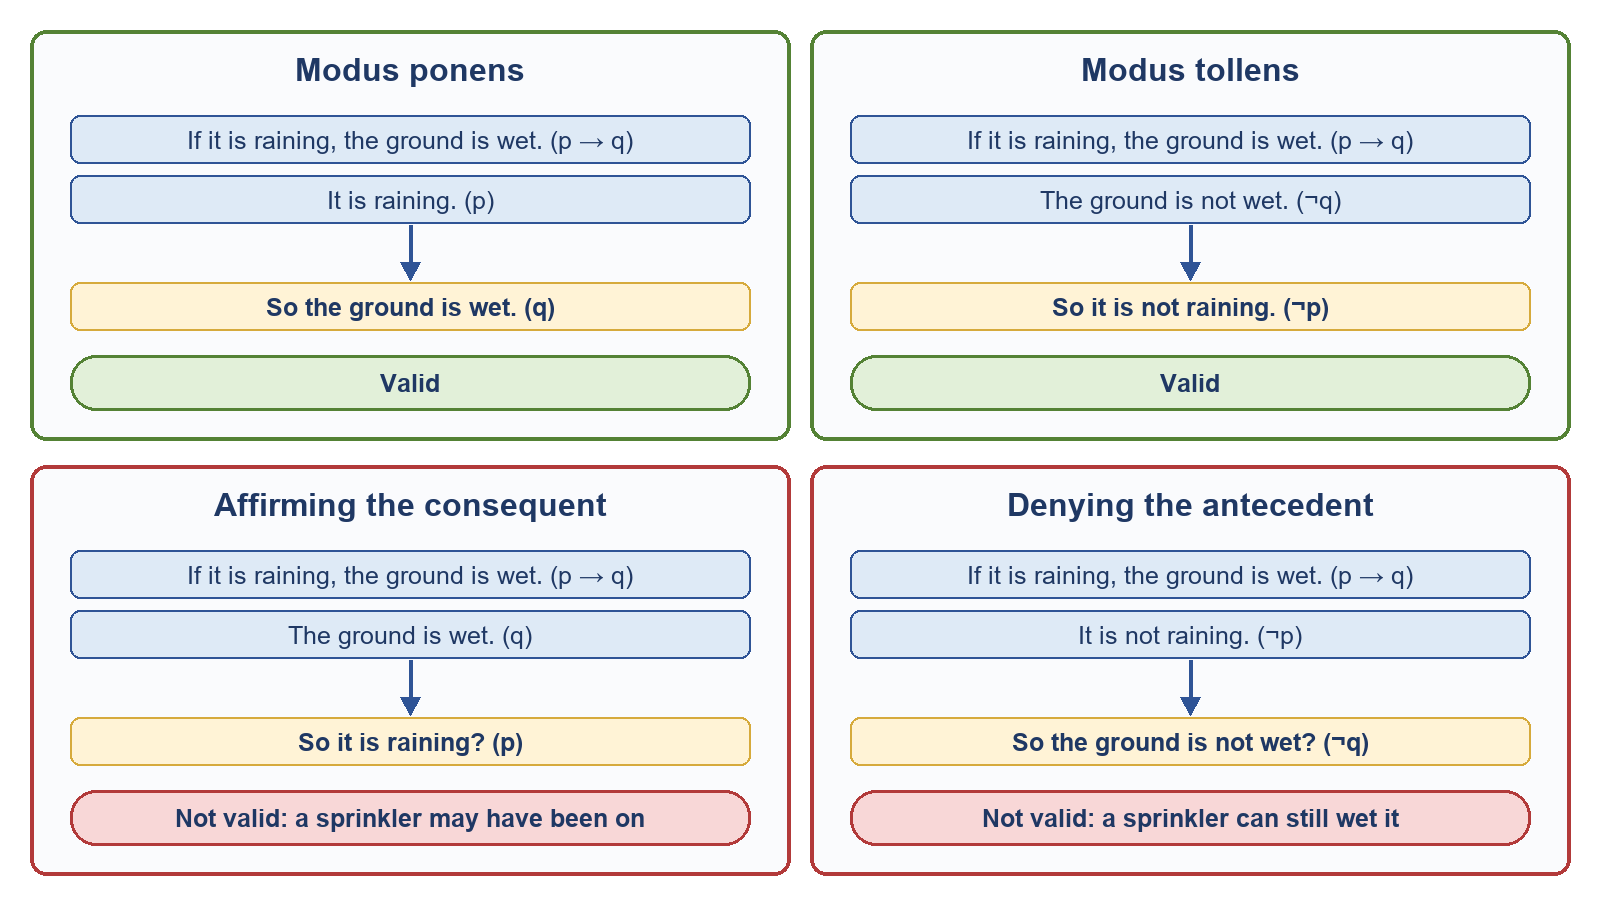 Modus ponens
If it is raining, the ground is wet. (p → q)
It is raining. (p)
So the ground is wet. (q)
Valid
Modus tollens
If it is raining, the ground is wet. (p → q)
The ground is not wet. (¬q)
So it is not raining. (¬p)
Valid
Affirming the consequent
If it is raining, the ground is wet. (p → q)
The ground is wet. (q)
So it is raining? (p)
Not valid: a sprinkler may have been on
Denying the antecedent
If it is raining, the ground is wet. (p → q)
It is not raining. (¬p)
So the ground is not wet? (¬q)
Not valid: a sprinkler can still wet it